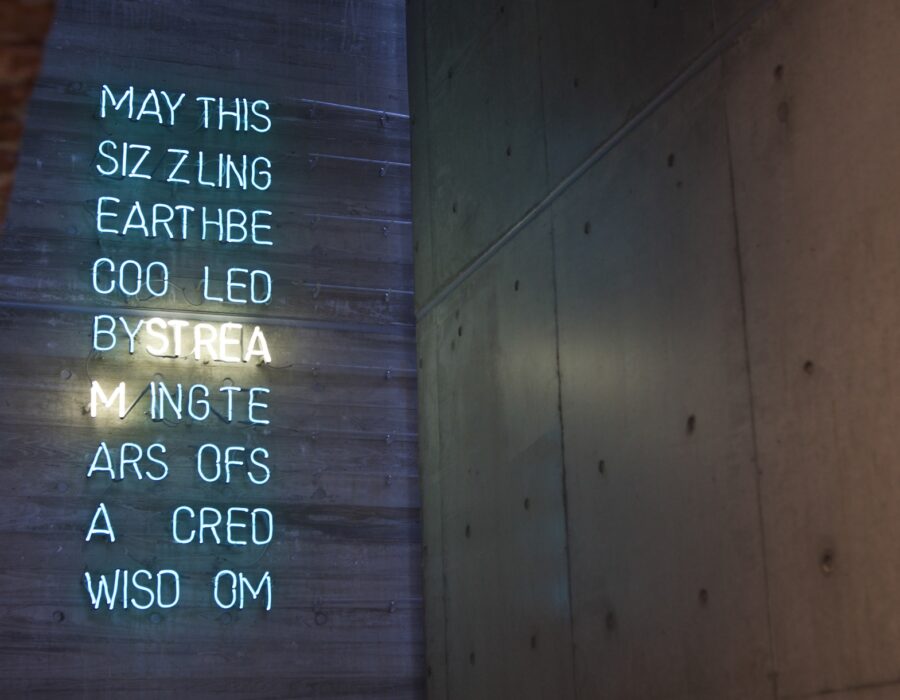 MAY THIS
SIZ ZLING
EARTHBE
COO LED
BYSTREA
M INGTE
ARS OFS
A CRED
WISD OM